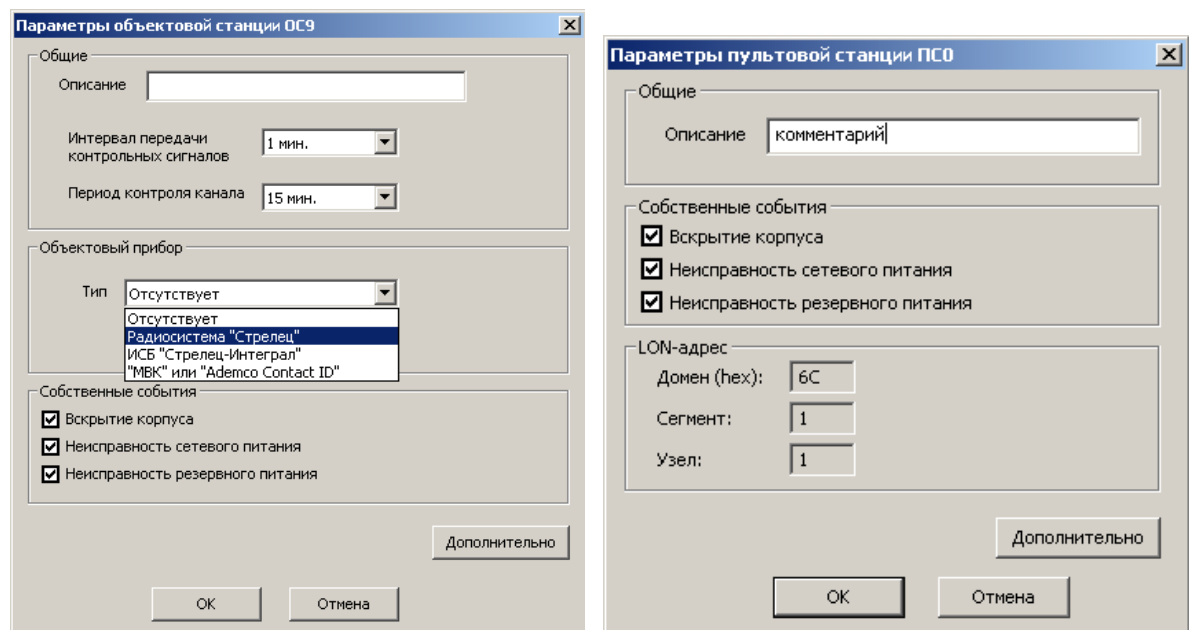 Параметры объектовой станции ОС9
Общие
Описание
Интервал передачи
контрольных сигналов
1 мин.
Период контроля канала
15 мин.
Объектовый прибор
Тип
Отсутствует
Отсутствует
Радиосистема "Стрелец"
ИСБ "Стрелец-Интеграл"
"МВК" или "Ademco Contact ID"
Собственные события
Вскрытие корпуса
Неисправность сетевого питания
Неисправность резервного питания
Дополнительно
ОК
Отмена
Параметры пультовой станции ПС0
Общие
Описание
комментарий
Собственные события
Вскрытие корпуса
Неисправность сетевого питания
Неисправность резервного питания
LON-адрес
Домен (hex):
6C
Сегмент:
1
Узел:
1
Дополнительно
ОК
Отмена